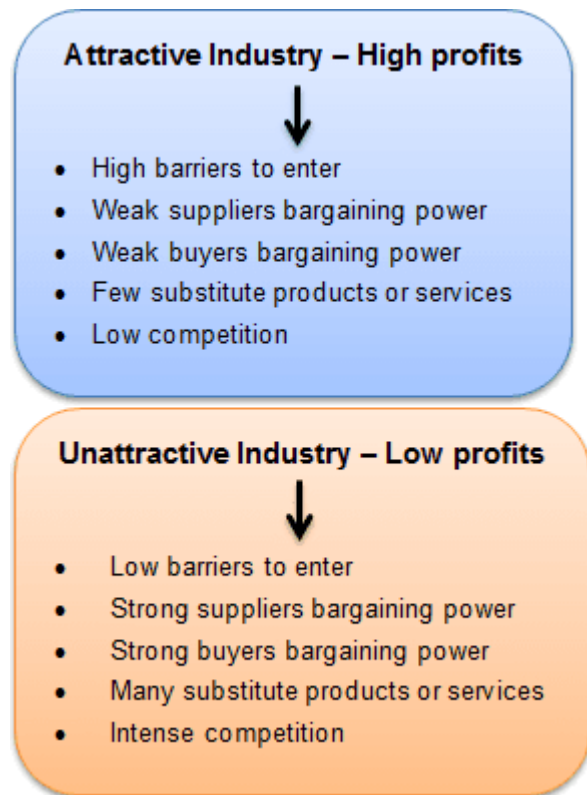 Attractive Industry – High profits
• High barriers to enter
• Weak suppliers bargaining power
• Weak buyers bargaining power
• Few substitute products or services
• Low competition
Unattractive Industry – Low profits
• Low barriers to enter
• Strong suppliers bargaining power
• Strong buyers bargaining power
• Many substitute products or services
• Intense competition